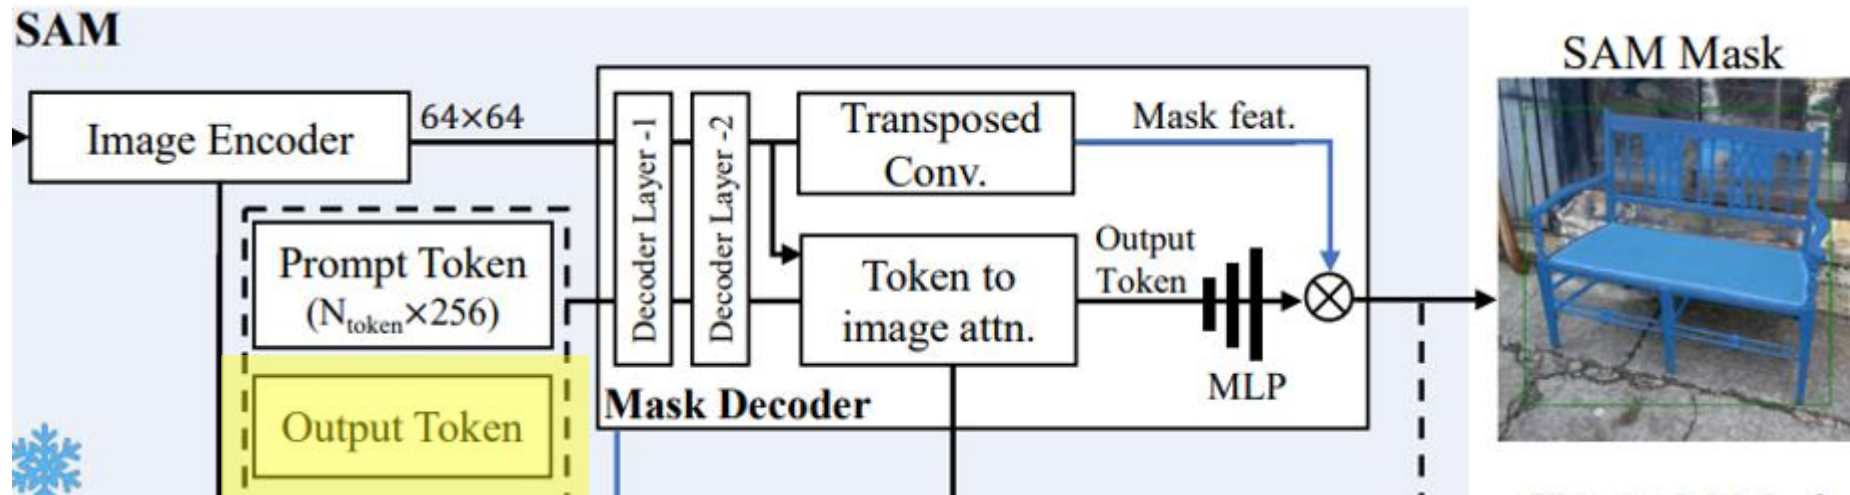 SAM
SAM Mask
Image Encoder
64×64
Decoder Layer -1
Decoder Layer -2
Transposed
Conv.
Mask feat.
Prompt Token
(Ntoken×256)
Token to
image attn.
Output
Token
MLP
Mask Decoder
Output Token